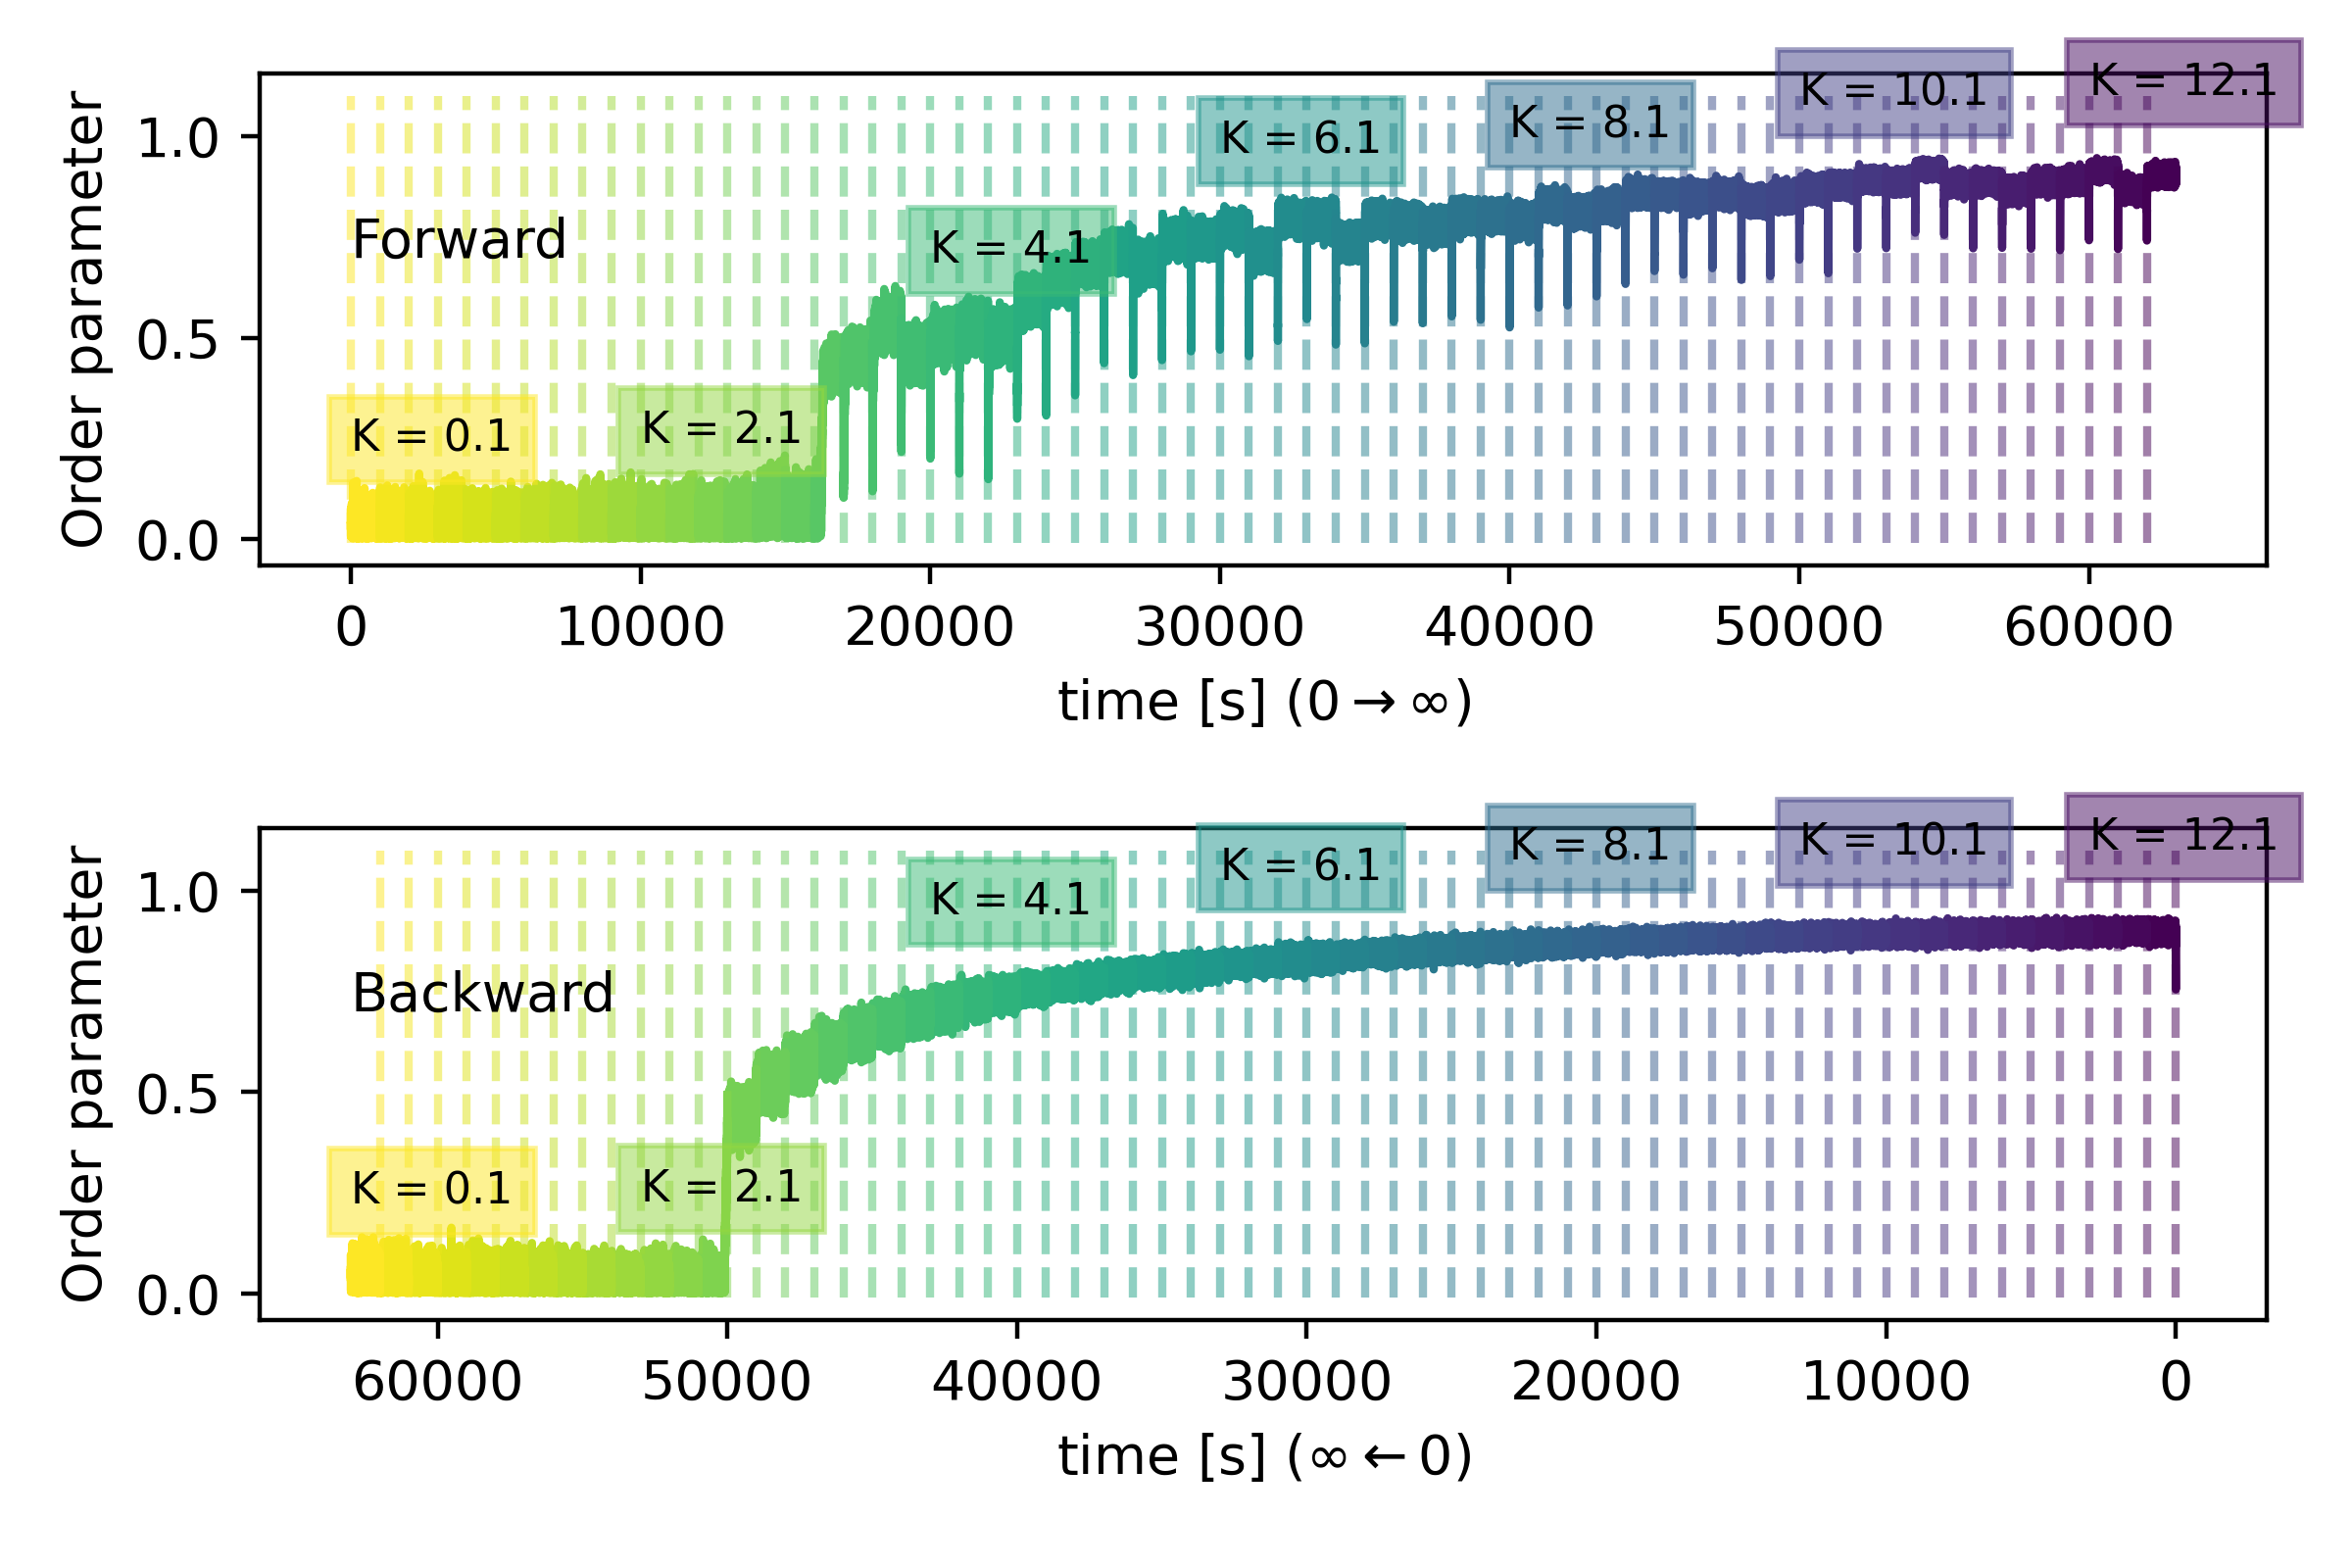 K = 12.1
K = 10.1
K = 8.1
K = 6.1
1.0
Forward
K = 4.1
0.5
K = 2.1
K = 0.1
0.0
Order parameter
0 10000 20000 30000 40000 50000 60000
time [s] (0 → ∞)
K = 12.1
K = 10.1
K = 8.1
K = 6.1
K = 4.1
1.0
Backward
0.5
K = 0.1
K = 2.1
0.0
Order parameter
60000 50000 40000 30000 20000 10000 0
time [s] (∞ ← 0)